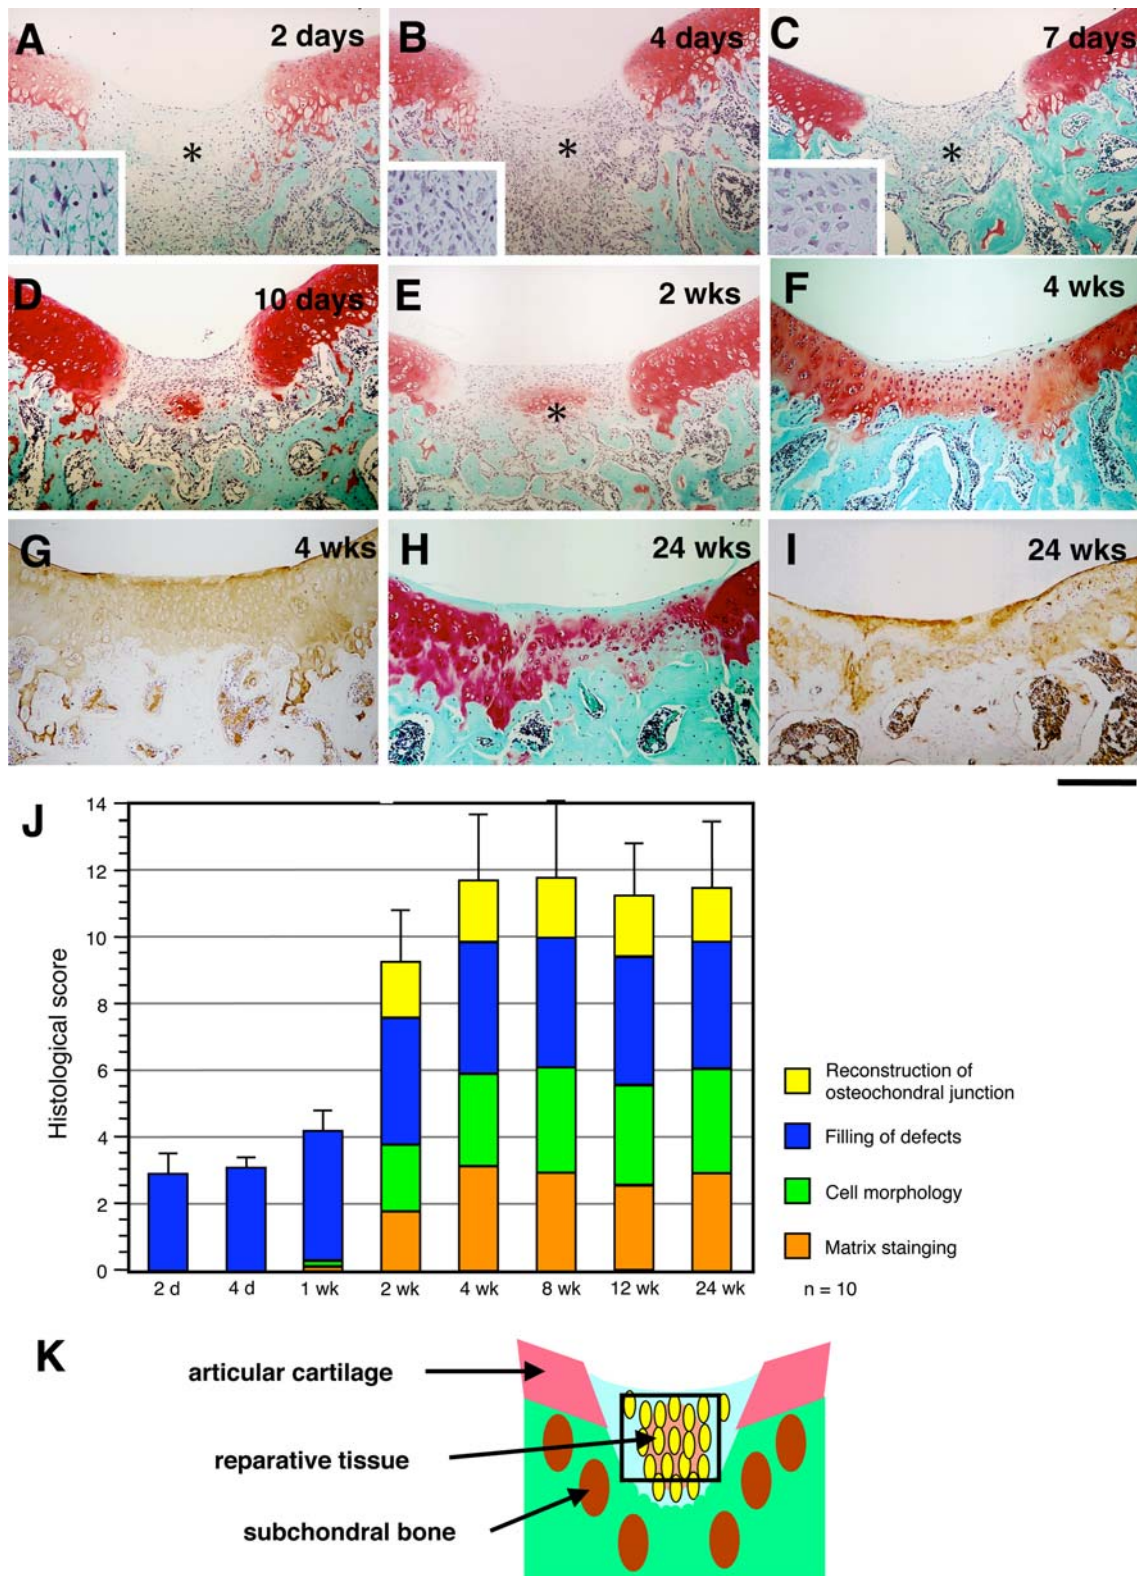 A 2 days
B 4 days
C 7 days
*
*
*
D 10 days
E 2 wks
F 4 wks
*
G 4 wks
H 24 wks
I 24 wks
J
14
12
10
8
6
4
2
0
Histological score
2 d 4 d 1 wk 2 wk 4 wk 8 wk 12 wk 24 wk
Reconstruction of
osteochondral junction
Filling of defects
Cell morphology
Matrix stainging
n = 10
K
articular cartilage
reparative tissue
subchondral bone